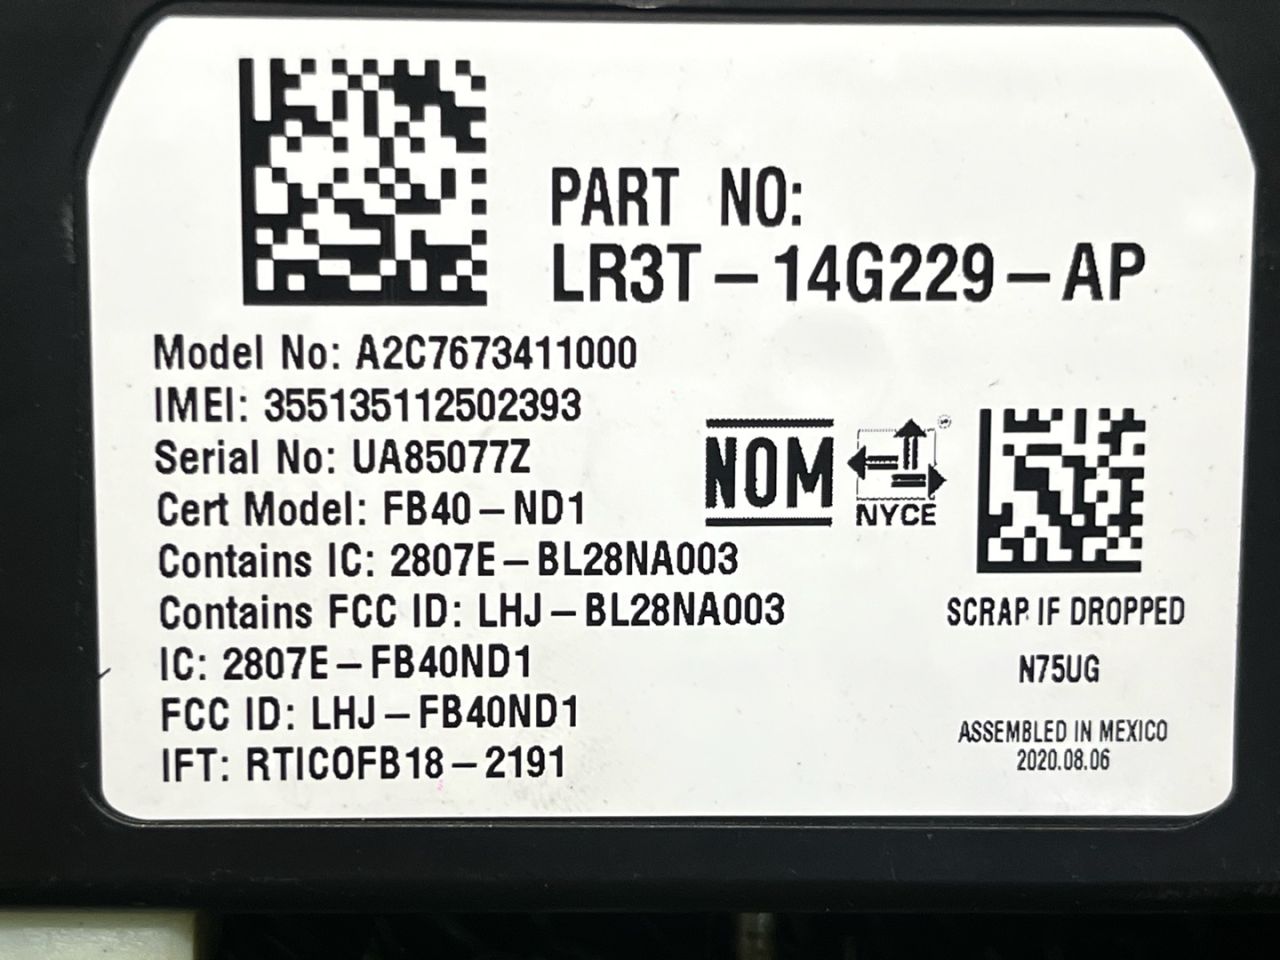 PART NO:
LR3T-14G229-AP
Model No: A2C7673411000
IMEI: 355135112502393
Serial No: UA85077Z
Cert Model: FB40-ND1
Contains IC: 2807E-BL28NA003
Contains FCC ID: LHJ-BL28NA003
IC: 2807E-FB40ND1
FCC ID: LHJ-FB40ND1
IFT: RTICOFB18-2191
NOM
NYCE
SCRAP IF DROPPED
N75UG
ASSEMBLED IN MEXICO
2020.08.06